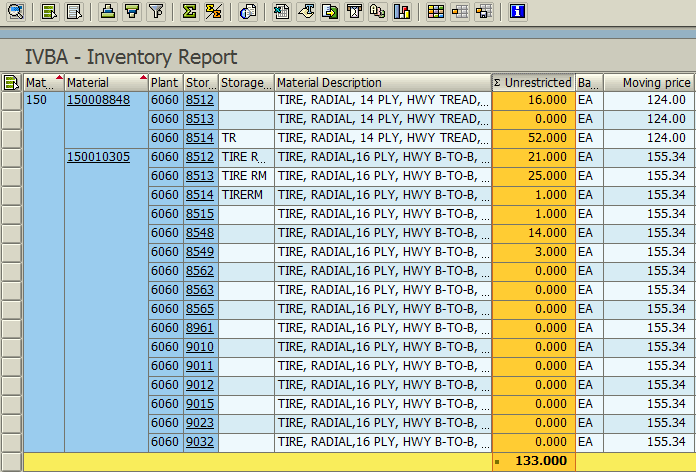 IVBA - Inventory Report
Mat... Material Plant Stor... Storage... Material Description Σ Unrestricted Ba... Moving price
150 150008848 6060 8512 TIRE, RADIAL, 14 PLY, HWY TREAD,... 16.000 EA 124.00
6060 8513 TIRE, RADIAL, 14 PLY, HWY TREAD,... 0.000 EA 124.00
6060 8514 TR TIRE, RADIAL, 14 PLY, HWY TREAD,... 52.000 EA 124.00
150010305 6060 8512 TIRE R... TIRE, RADIAL,16 PLY, HWY B-TO-B, ... 21.000 EA 155.34
6060 8513 TIRE RM TIRE, RADIAL,16 PLY, HWY B-TO-B, ... 25.000 EA 155.34
6060 8514 TIRERM TIRE, RADIAL,16 PLY, HWY B-TO-B, ... 1.000 EA 155.34
6060 8515 TIRE, RADIAL,16 PLY, HWY B-TO-B, ... 1.000 EA 155.34
6060 8548 TIRE, RADIAL,16 PLY, HWY B-TO-B, ... 14.000 EA 155.34
6060 8549 TIRE, RADIAL,16 PLY, HWY B-TO-B, ... 3.000 EA 155.34
6060 8562 TIRE, RADIAL,16 PLY, HWY B-TO-B, ... 0.000 EA 155.34
6060 8563 TIRE, RADIAL,16 PLY, HWY B-TO-B, ... 0.000 EA 155.34
6060 8565 TIRE, RADIAL,16 PLY, HWY B-TO-B, ... 0.000 EA 155.34
6060 8961 TIRE, RADIAL,16 PLY, HWY B-TO-B, ... 0.000 EA 155.34
6060 9010 TIRE, RADIAL,16 PLY, HWY B-TO-B, ... 0.000 EA 155.34
6060 9011 TIRE, RADIAL,16 PLY, HWY B-TO-B, ... 0.000 EA 155.34
6060 9012 TIRE, RADIAL,16 PLY, HWY B-TO-B, ... 0.000 EA 155.34
6060 9015 TIRE, RADIAL,16 PLY, HWY B-TO-B, ... 0.000 EA 155.34
6060 9023 TIRE, RADIAL,16 PLY, HWY B-TO-B, ... 0.000 EA 155.34
6060 9032 TIRE, RADIAL,16 PLY, HWY B-TO-B, ... 0.000 EA 155.34
133.000